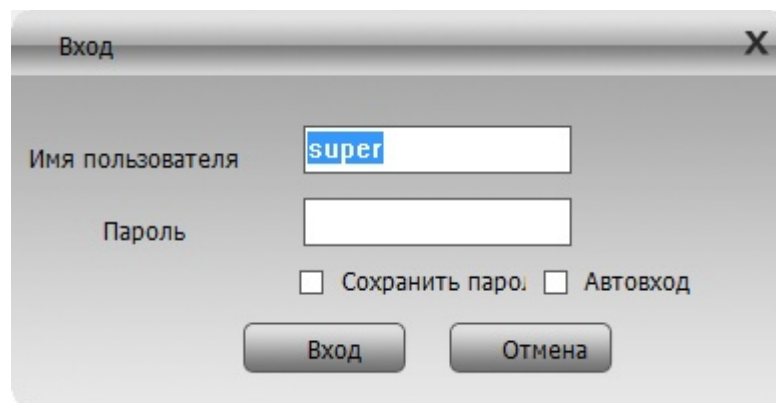 Вход
X
Имя пользователя super
Пароль
Сохранить парол Автовход
Вход Отмена